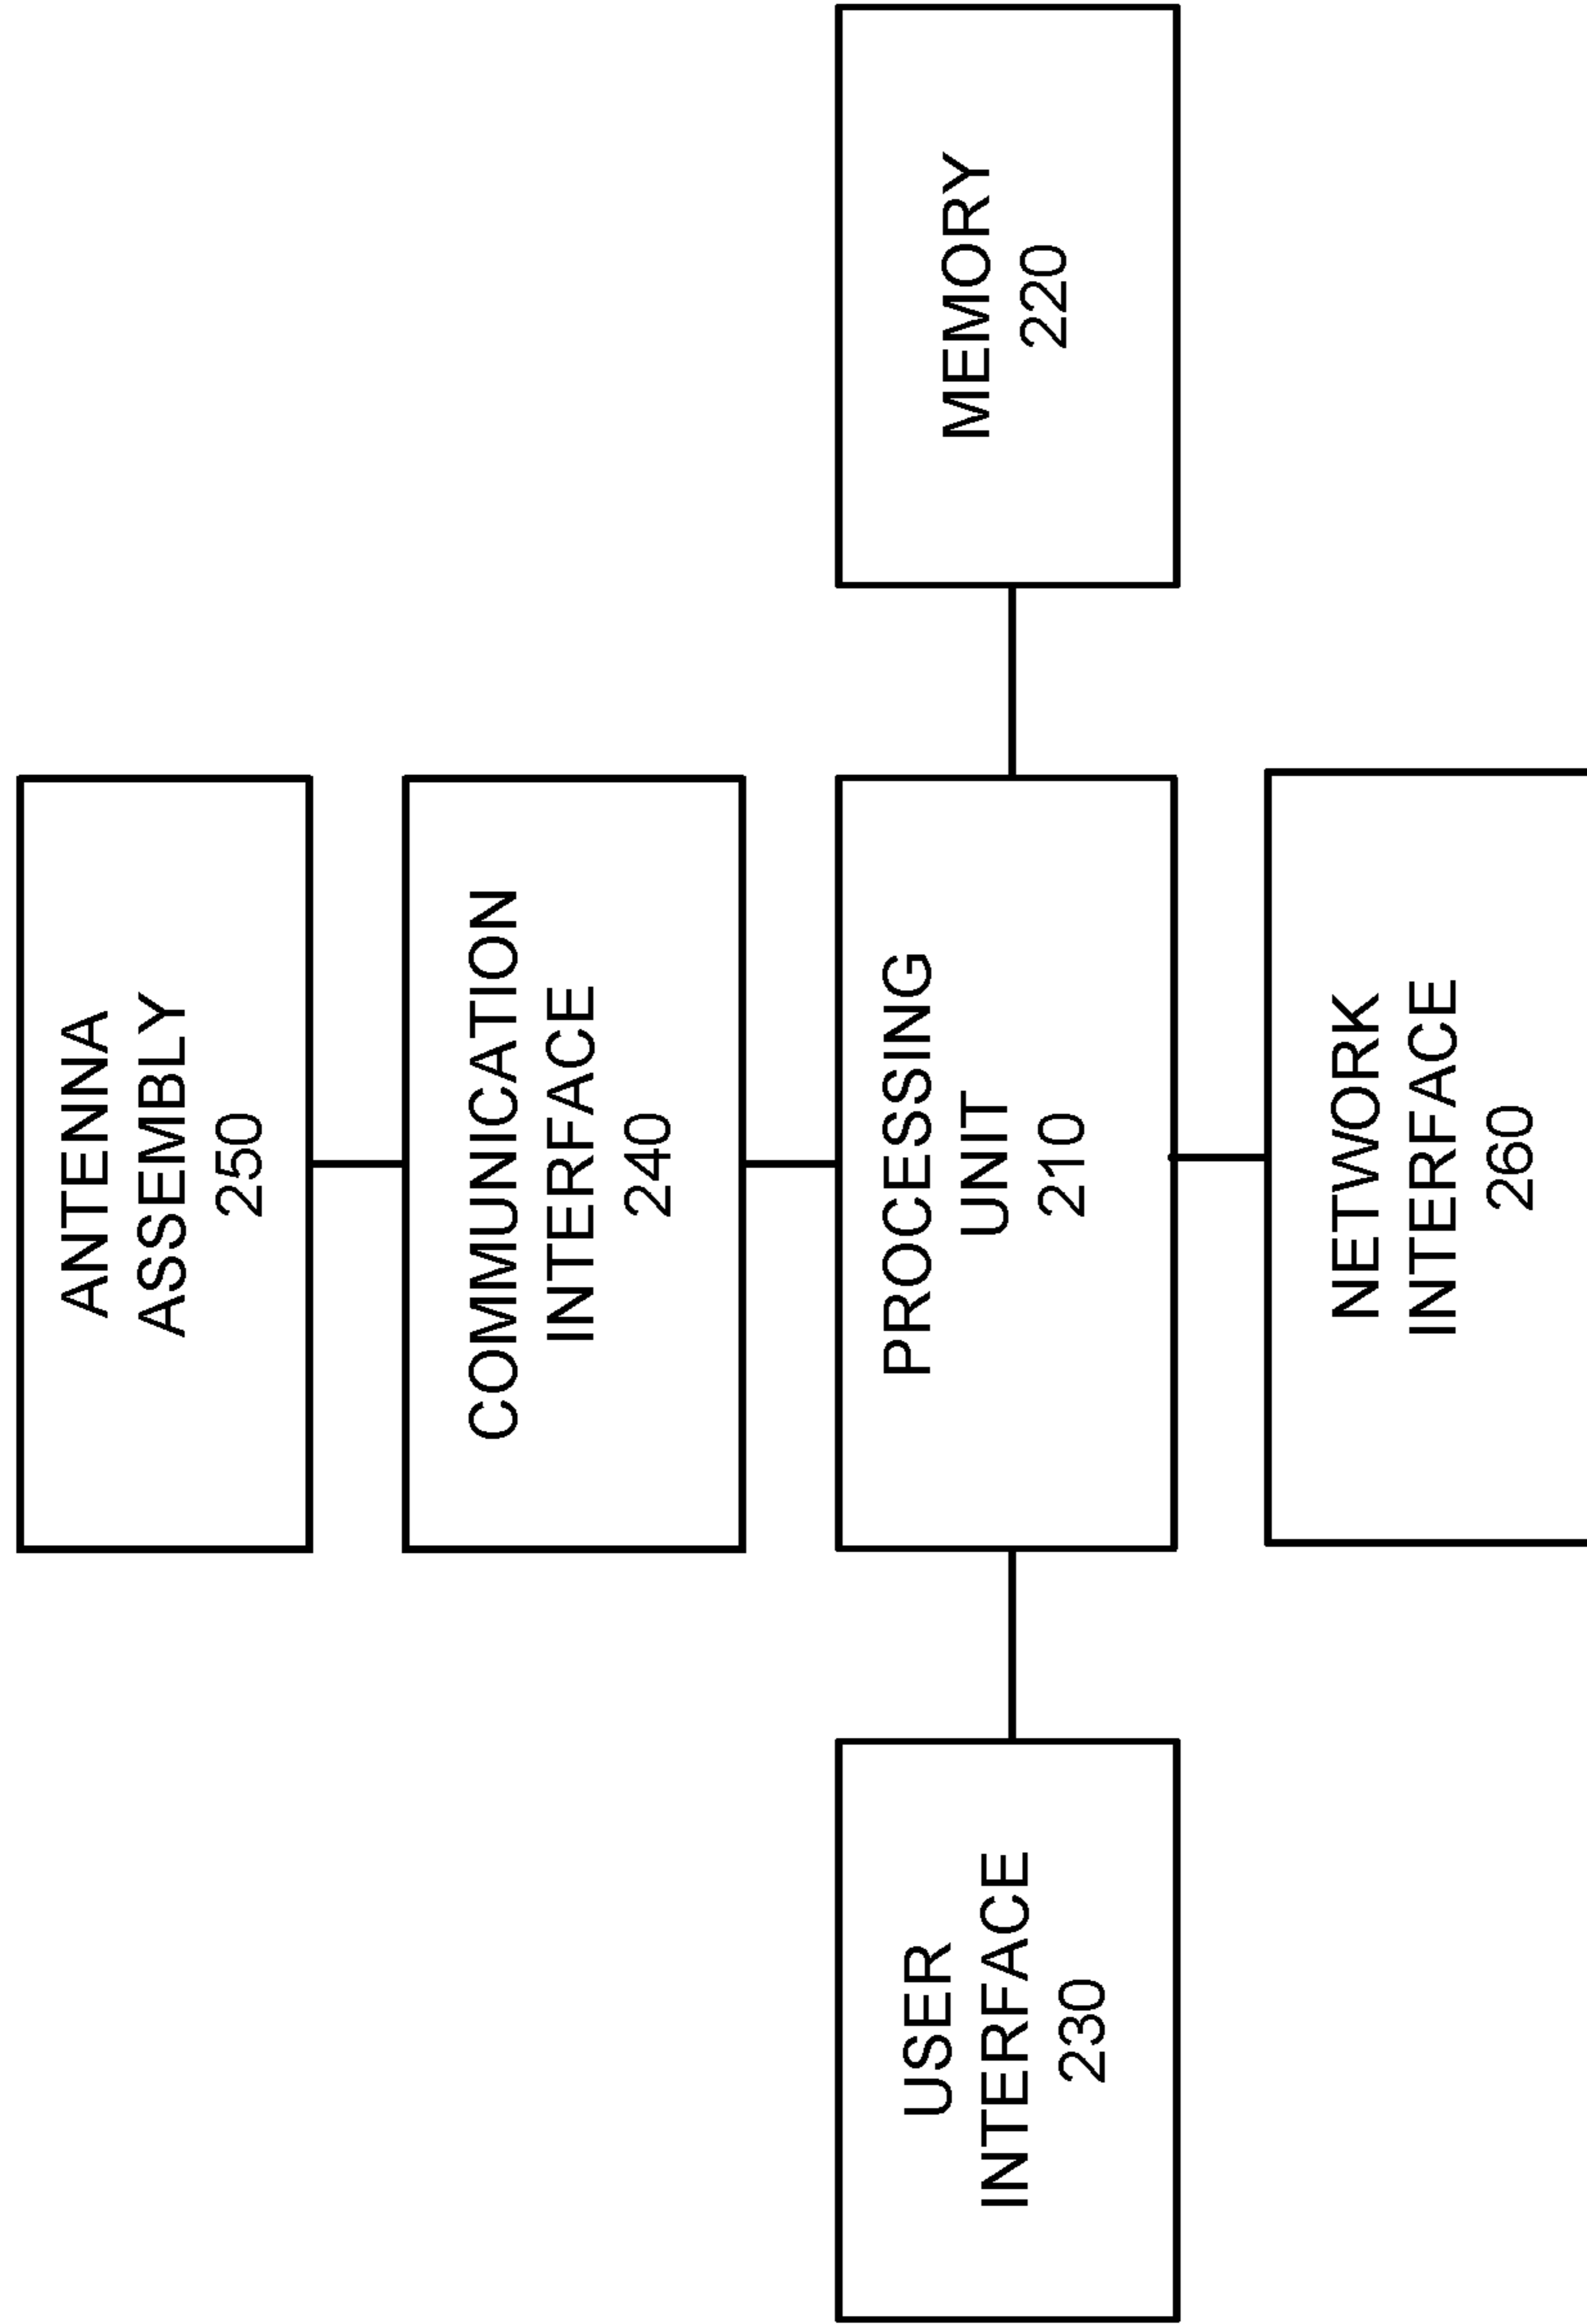 ANTENNA
ASSEMBLY
250
COMMUNICATION
INTERFACE
240
USER
INTERFACE
230
PROCESSING
UNIT
210
MEMORY
220
NETWORK
INTERFACE
260